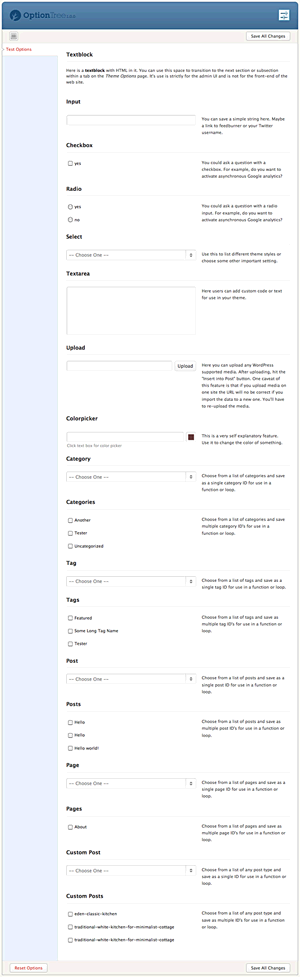 OptionTree
Save All Changes
Test Options
Textblock
Here is a textblock with HTML in it. You can use this space to transition to the next section or subsection
within a tab on the Theme Options page. It's use is strictly for the admin UI and is not for the front-end of the
web site.
Input
You can save a simple string here. Maybe
a link to feedburner or your Twitter
username.
Checkbox
yes
You could ask a question with a
checkbox. For example, do you want to
activate asynchronous Google analytics?
Radio
yes
no
You could ask a question with a radio
input. For example, do you want to
activate asynchronous Google analytics?
Select
-- Choose One --
Use this to list different theme styles or
choose some other important setting.
Textarea
Here users can add custom code or text
for use in your theme.
Upload
Upload
Here you can upload any WordPress
supported media. After uploading, hit the
"Insert into Post" button. One caveat of
this feature is that if you upload media on
one site the URL will no be correct if you
import the data to a new one. You'll have
to re-upload the media.
Colorpicker
Click text box for color picker
This is a very self explanatory feature.
Use it to change the color of something.
Category
-- Choose One --
Choose from a list of categories and save
as a single category ID for use in a
function or loop.
Categories
Another
Tester
Uncategorized
Choose from a list of categories and save
multiple category ID's for use in a
function or loop.
Tag
-- Choose One --
Choose from a list of tags and save as a
single tag ID for use in a function or loop.
Tags
Featured
Some Long Tag Name
Tester
Choose from a list of tags and save as
multiple tag ID's for use in a function or
loop.
Post
-- Choose One --
Choose from a list of posts and save as a
single post ID for use in a function or
loop.
Posts
Hello
Hello
Hello world!
Choose from a list of posts and save as
multiple post ID's for use in a function or
loop.
Page
-- Choose One --
Choose from a list of pages and save as a
single page ID for use in a function or
loop.
Pages
About
Choose from a list of pages and save as
multiple page ID's for use in a function or
loop.
Custom Post
-- Choose One --
Choose from a list of any post type and
save as a single ID for use in a function or
loop.
Custom Posts
eden-classic-kitchen
traditional-white-kitchen-for-minimalist-cottage
traditional-white-kitchen-for-minimalist-cottage
Choose from a list of any post type
and save as multiple ID's for use in a
function or loop.
Reset Options
Save All Changes